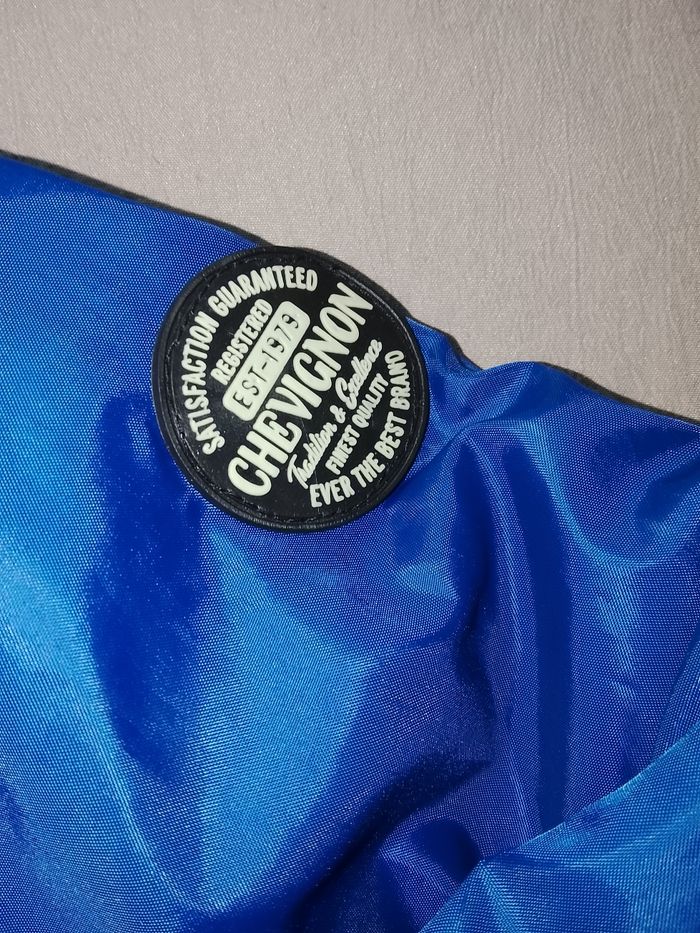 SATISFACTION GUARANTEED
REGISTERED
EST-1979
CHEVIGNON
Tradition & Excellence
FINEST QUALITY
EVER THE BEST BRAND